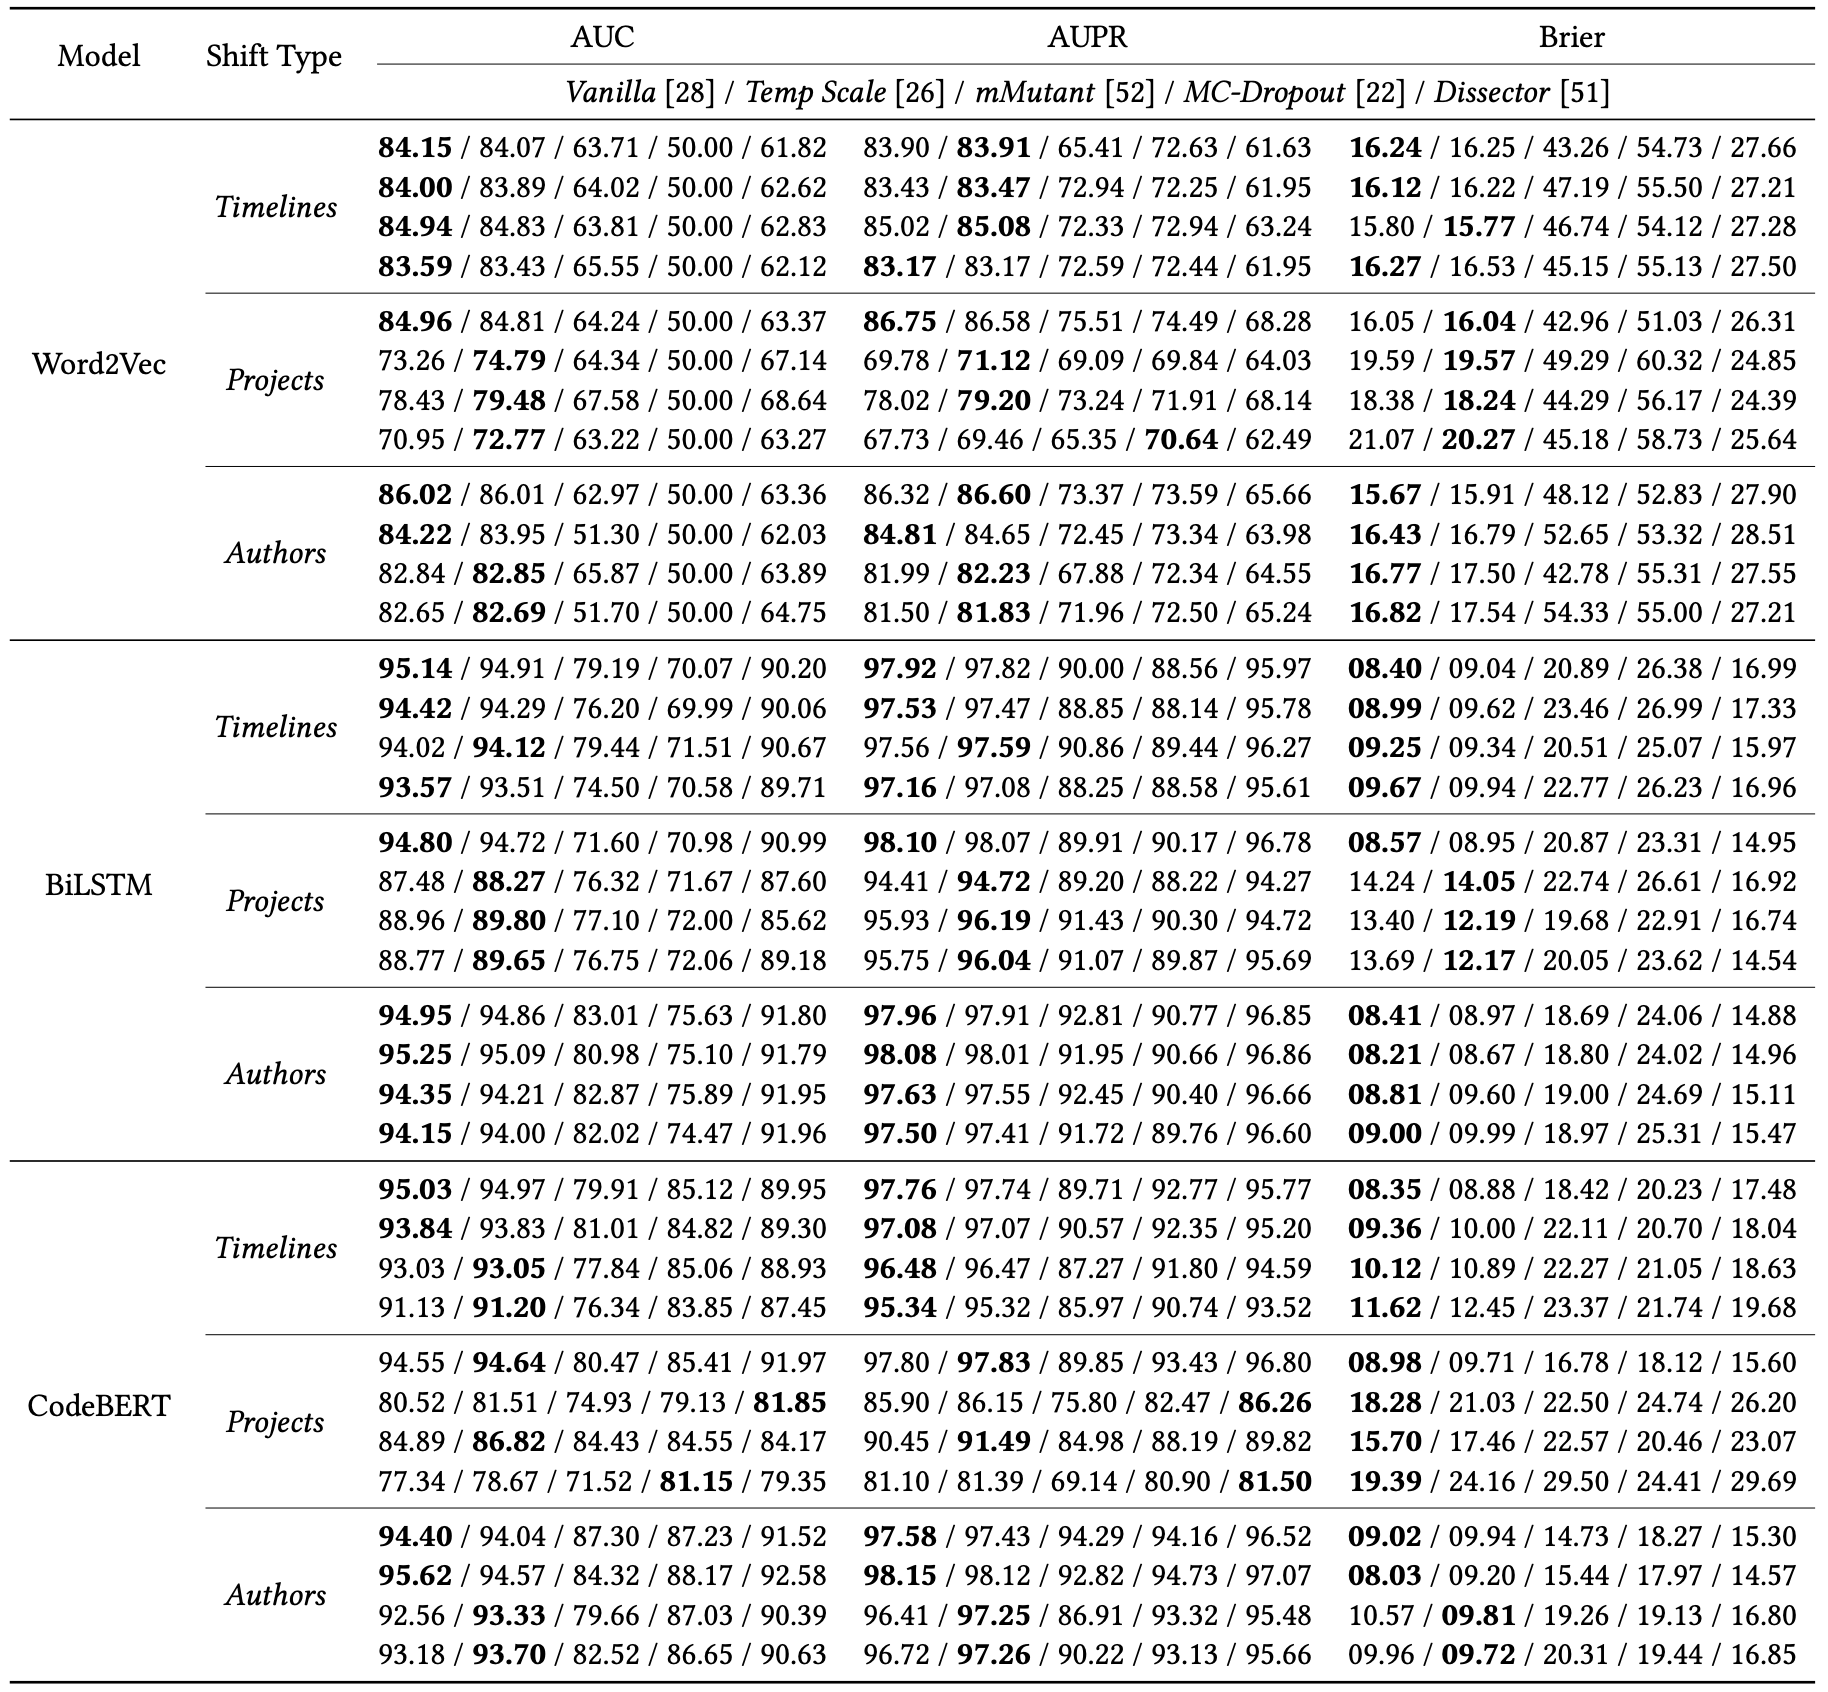 Model Shift Type AUC AUPR Brier
Vanilla [28] / Temp Scale [26] / mMutant [52] / MC-Dropout [22] / Dissector [51]
Word2Vec
Timelines
84.15 / 84.07 / 63.71 / 50.00 / 61.82 83.90 / 83.91 / 65.41 / 72.63 / 61.63 16.24 / 16.25 / 43.26 / 54.73 / 27.66
84.00 / 83.89 / 64.02 / 50.00 / 62.62 83.43 / 83.47 / 72.94 / 72.25 / 61.95 16.12 / 16.22 / 47.19 / 55.50 / 27.21
84.94 / 84.83 / 63.81 / 50.00 / 62.83 85.02 / 85.08 / 72.33 / 72.94 / 63.24 15.80 / 15.77 / 46.74 / 54.12 / 27.28
83.59 / 83.43 / 65.55 / 50.00 / 62.12 83.17 / 83.17 / 72.59 / 72.44 / 61.95 16.27 / 16.53 / 45.15 / 55.13 / 27.50
Projects
84.96 / 84.81 / 64.24 / 50.00 / 63.37 86.75 / 86.58 / 75.51 / 74.49 / 68.28 16.05 / 16.04 / 42.96 / 51.03 / 26.31
73.26 / 74.79 / 64.34 / 50.00 / 67.14 69.78 / 71.12 / 69.09 / 69.84 / 64.03 19.59 / 19.57 / 49.29 / 60.32 / 24.85
78.43 / 79.48 / 67.58 / 50.00 / 68.64 78.02 / 79.20 / 73.24 / 71.91 / 68.14 18.38 / 18.24 / 44.29 / 56.17 / 24.39
70.95 / 72.77 / 63.22 / 50.00 / 63.27 67.73 / 69.46 / 65.35 / 70.64 / 62.49 21.07 / 20.27 / 45.18 / 58.73 / 25.64
Authors
86.02 / 86.01 / 62.97 / 50.00 / 63.36 86.32 / 86.60 / 73.37 / 73.59 / 65.66 15.67 / 15.91 / 48.12 / 52.83 / 27.90
84.22 / 83.95 / 51.30 / 50.00 / 62.03 84.81 / 84.65 / 72.45 / 73.34 / 63.98 16.43 / 16.79 / 52.65 / 53.32 / 28.51
82.84 / 82.85 / 65.87 / 50.00 / 63.89 81.99 / 82.23 / 67.88 / 72.34 / 64.55 16.77 / 17.50 / 42.78 / 55.31 / 27.55
82.65 / 82.69 / 51.70 / 50.00 / 64.75 81.50 / 81.83 / 71.96 / 72.50 / 65.24 16.82 / 17.54 / 54.33 / 55.00 / 27.21
BiLSTM
Timelines
95.14 / 94.91 / 79.19 / 70.07 / 90.20 97.92 / 97.82 / 90.00 / 88.56 / 95.97 08.40 / 09.04 / 20.89 / 26.38 / 16.99
94.42 / 94.29 / 76.20 / 69.99 / 90.06 97.53 / 97.47 / 88.85 / 88.14 / 95.78 08.99 / 09.62 / 23.46 / 26.99 / 17.33
94.02 / 94.12 / 79.44 / 71.51 / 90.67 97.56 / 97.59 / 90.86 / 89.44 / 96.27 09.25 / 09.34 / 20.51 / 25.07 / 15.97
93.57 / 93.51 / 74.50 / 70.58 / 89.71 97.16 / 97.08 / 88.25 / 88.58 / 95.61 09.67 / 09.94 / 22.77 / 26.23 / 16.96
Projects
94.80 / 94.72 / 71.60 / 70.98 / 90.99 98.10 / 98.07 / 89.91 / 90.17 / 96.78 08.57 / 08.95 / 20.87 / 23.31 / 14.95
87.48 / 88.27 / 76.32 / 71.67 / 87.60 94.41 / 94.72 / 89.20 / 88.22 / 94.27 14.24 / 14.05 / 22.74 / 26.61 / 16.92
88.96 / 89.80 / 77.10 / 72.00 / 85.62 95.93 / 96.19 / 91.43 / 90.30 / 94.72 13.40 / 12.19 / 19.68 / 22.91 / 16.74
88.77 / 89.65 / 76.75 / 72.06 / 89.18 95.75 / 96.04 / 91.07 / 89.87 / 95.69 13.69 / 12.17 / 20.05 / 23.62 / 14.54
Authors
94.95 / 94.86 / 83.01 / 75.63 / 91.80 97.96 / 97.91 / 92.81 / 90.77 / 96.85 08.41 / 08.97 / 18.69 / 24.06 / 14.88
95.25 / 95.09 / 80.98 / 75.10 / 91.79 98.08 / 98.01 / 91.95 / 90.66 / 96.86 08.21 / 08.67 / 18.80 / 24.02 / 14.96
94.35 / 94.21 / 82.87 / 75.89 / 91.95 97.63 / 97.55 / 92.45 / 90.40 / 96.66 08.81 / 09.60 / 19.00 / 24.69 / 15.11
94.15 / 94.00 / 82.02 / 74.47 / 91.96 97.50 / 97.41 / 91.72 / 89.76 / 96.60 09.00 / 09.99 / 18.97 / 25.31 / 15.47
CodeBERT
Timelines
95.03 / 94.97 / 79.91 / 85.12 / 89.95 97.76 / 97.74 / 89.71 / 92.77 / 95.77 08.35 / 08.88 / 18.42 / 20.23 / 17.48
93.84 / 93.83 / 81.01 / 84.82 / 89.30 97.08 / 97.07 / 90.57 / 92.35 / 95.20 09.36 / 10.00 / 22.11 / 20.70 / 18.04
93.03 / 93.05 / 77.84 / 85.06 / 88.93 96.48 / 96.47 / 87.27 / 91.80 / 94.59 10.12 / 10.89 / 22.27 / 21.05 / 18.63
91.13 / 91.20 / 76.34 / 83.85 / 87.45 95.34 / 95.32 / 85.97 / 90.74 / 93.52 11.62 / 12.45 / 23.37 / 21.74 / 19.68
Projects
94.55 / 94.64 / 80.47 / 85.41 / 91.97 97.80 / 97.83 / 89.85 / 93.43 / 96.80 08.98 / 09.71 / 16.78 / 18.12 / 15.60
80.52 / 81.51 / 74.93 / 79.13 / 81.85 85.90 / 86.15 / 75.80 / 82.47 / 86.26 18.28 / 21.03 / 22.50 / 24.74 / 26.20
84.89 / 86.82 / 84.43 / 84.55 / 84.17 90.45 / 91.49 / 84.98 / 88.19 / 89.82 15.70 / 17.46 / 22.57 / 20.46 / 23.07
77.34 / 78.67 / 71.52 / 81.15 / 79.35 81.10 / 81.39 / 69.14 / 80.90 / 81.50 19.39 / 24.16 / 29.50 / 24.41 / 29.69
Authors
94.40 / 94.04 / 87.30 / 87.23 / 91.52 97.58 / 97.43 / 94.29 / 94.16 / 96.52 09.02 / 09.94 / 14.73 / 18.27 / 15.30
95.62 / 94.57 / 84.32 / 88.17 / 92.58 98.15 / 98.12 / 92.82 / 94.73 / 97.07 08.03 / 09.20 / 15.44 / 17.97 / 14.57
92.56 / 93.33 / 79.66 / 87.03 / 90.39 96.41 / 97.25 / 86.91 / 93.32 / 95.48 10.57 / 09.81 / 19.26 / 19.13 / 16.80
93.18 / 93.70 / 82.52 / 86.65 / 90.63 96.72 / 97.26 / 90.22 / 93.13 / 95.66 09.96 / 09.72 / 20.31 / 19.44 / 16.85